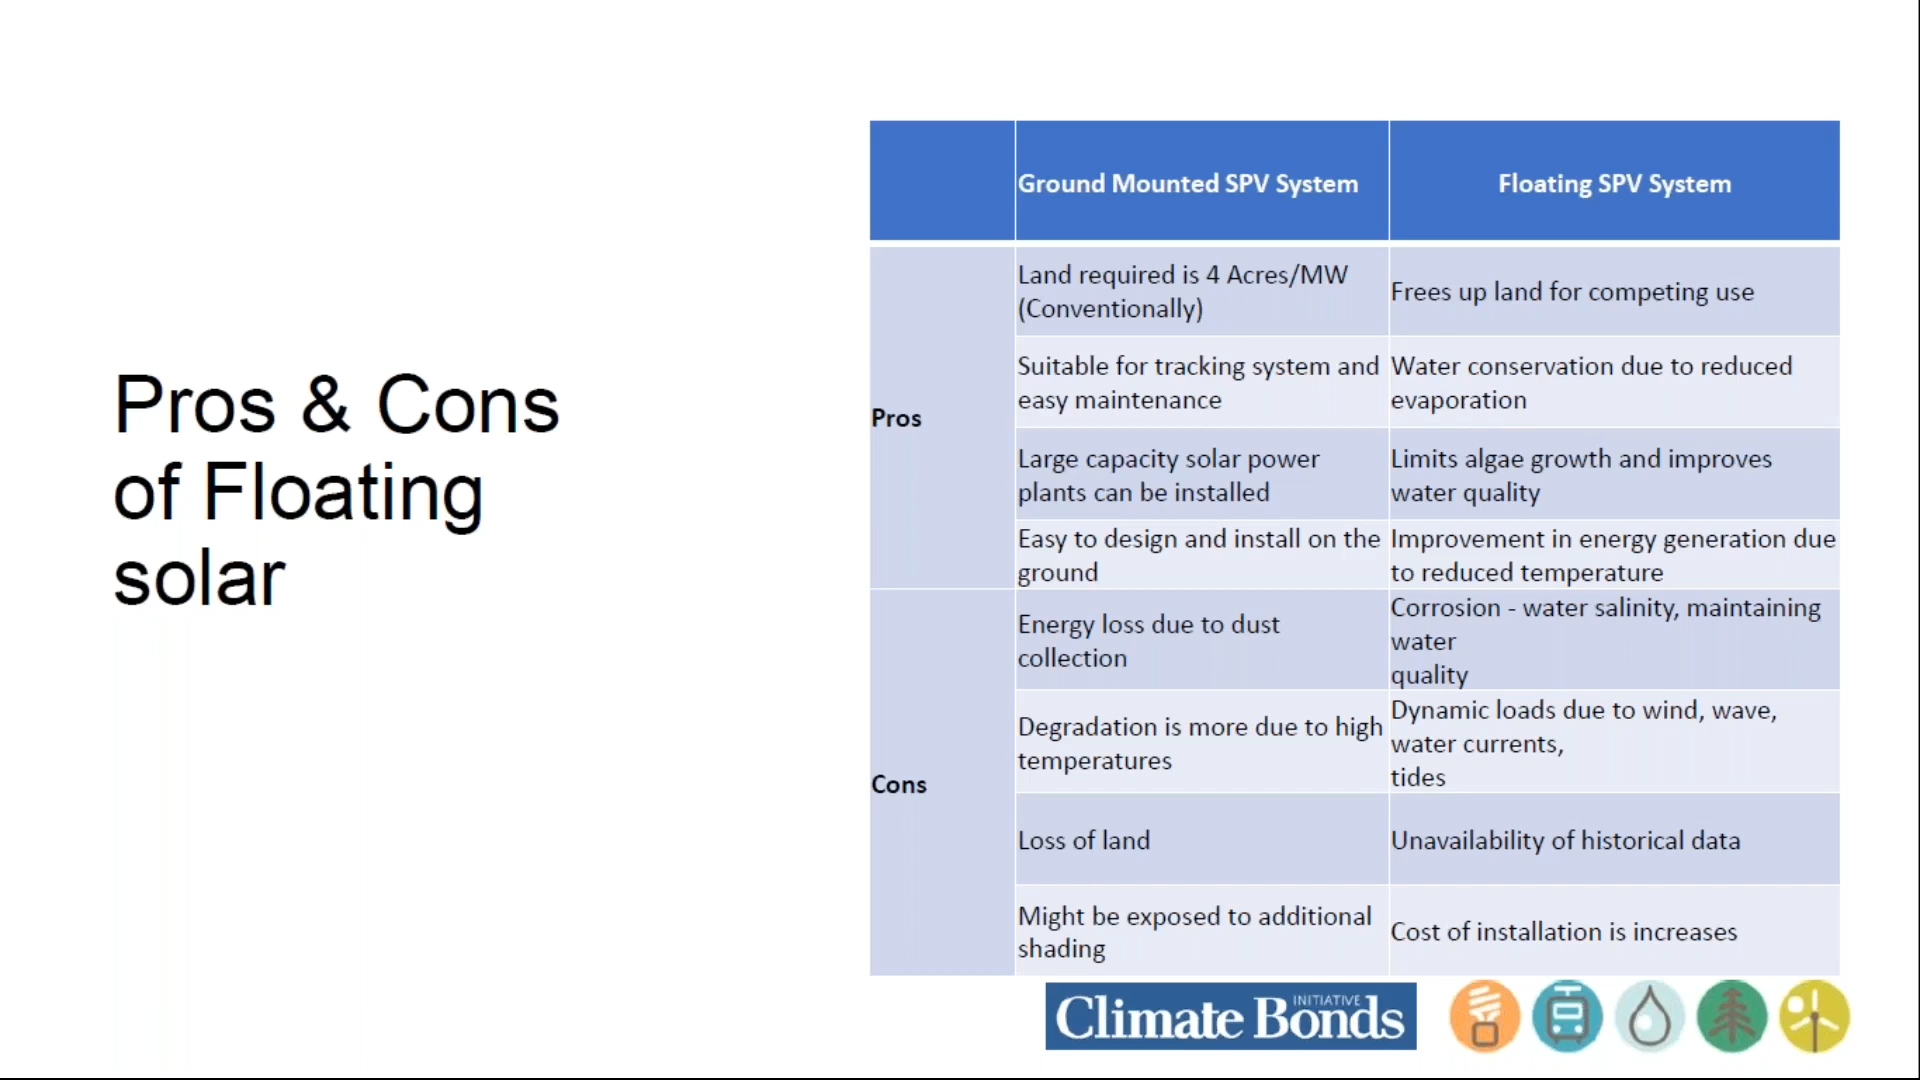 Pros & Cons
of Floating
solar
Ground Mounted SPV System
Floating SPV System
Pros
Land required is 4 Acres/MW
(Conventionally)
Frees up land for competing use
Suitable for tracking system and
easy maintenance
Water conservation due to reduced
evaporation
Large capacity solar power
plants can be installed
Limits algae growth and improves
water quality
Easy to design and install on the
ground
Improvement in energy generation due
to reduced temperature
Cons
Energy loss due to dust
collection
Corrosion - water salinity, maintaining
water
quality
Degradation is more due to high
temperatures
Dynamic loads due to wind, wave,
water currents,
tides
Loss of land
Unavailability of historical data
Might be exposed to additional
shading
Cost of installation is increases
Climate Bonds
INITIATIVE